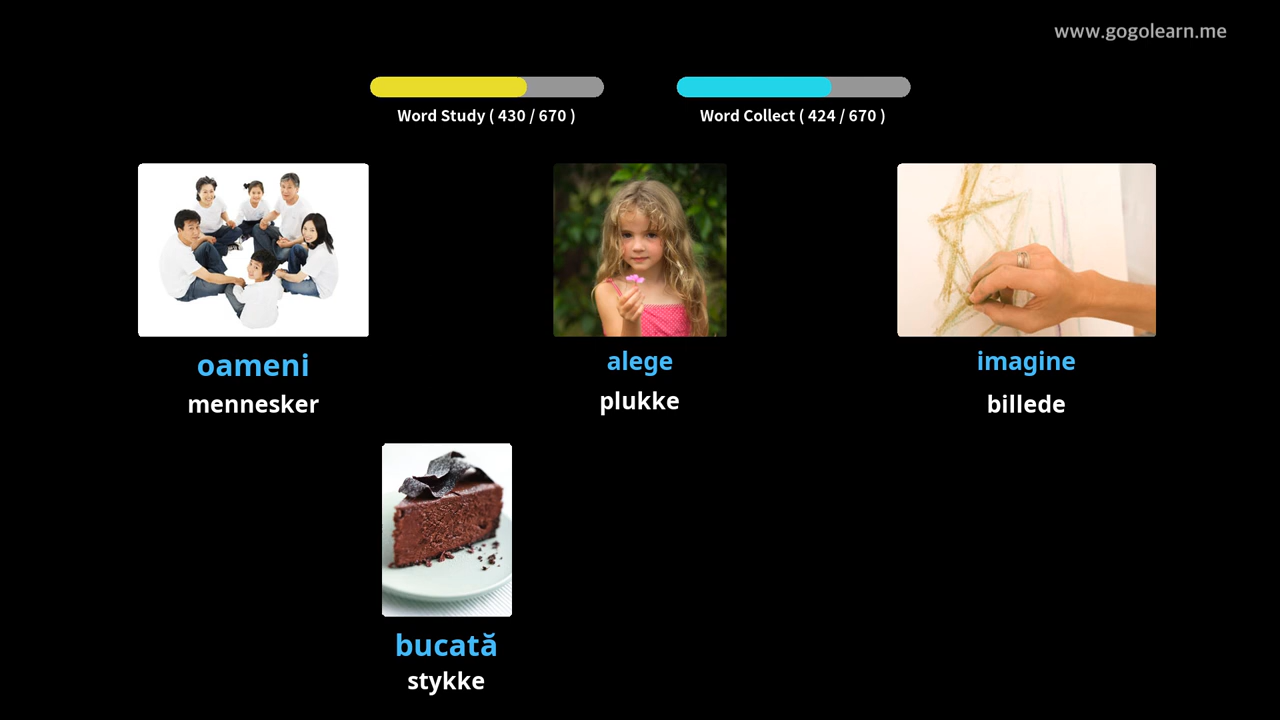 www.gogolearn.me
Word Study ( 430 / 670 )
Word Collect ( 424 / 670 )
oameni
alege
imagine
mennesker
plukke
billede
bucată
stykke